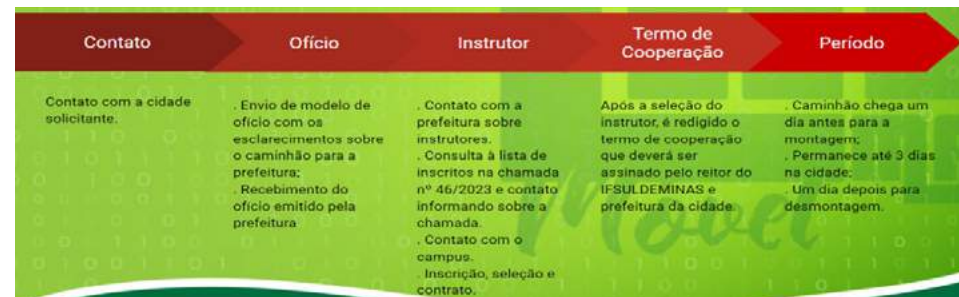 Contato
Ofício
Instrutor
Termo de
Cooperação
Período
Contato com a cidade
solicitante.
. Envio de modelo de
ofício com os
esclarecimentos sobre
o caminhão para a
prefeitura;
. Recebimento do
ofício emitido pela
prefeitura
. Contato com a
prefeitura sobre
instrutores.
. Consulta à lista de
inscritos na chamada
nº 46/2023 e contato
informando sobre a
chamada.
. Contato com o
campus.
. Inscrição, seleção e
contrato.
Após a seleção do
instrutor, é redigido o
termo de cooperação
que deverá ser
assinado pelo reitor do
IFSULDEMINAS e
prefeitura da cidade.
. Caminhão chega um
dia antes para a
montagem;
. Permanece até 3 dias
na cidade;
. Um dia depois para
desmontagem.
Móvel